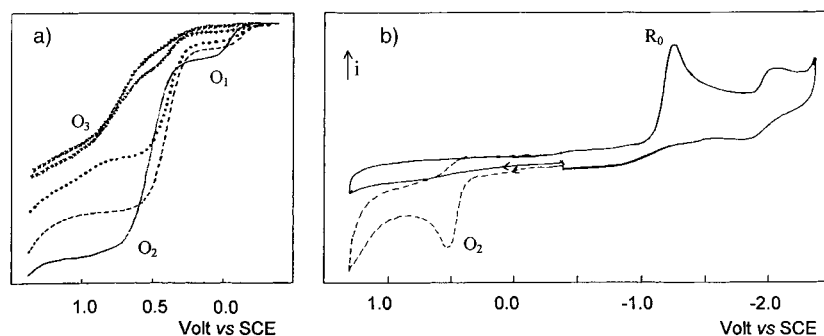 a)
O₁
O₃
O₂
1.0 0.5 0.0
Volt vs SCE
b)
i
R₀
O₂
1.0 0.0 -1.0 -2.0
Volt vs SCE